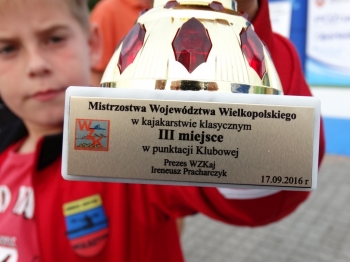 Mistrzostwa Województwa Wielkopolskiego
w kajakarstwie klasycznym
III miejsce
w punktacji Klubowej
Prezes WZKaj
Ireneusz Pracharczyk
17.09.2016 r